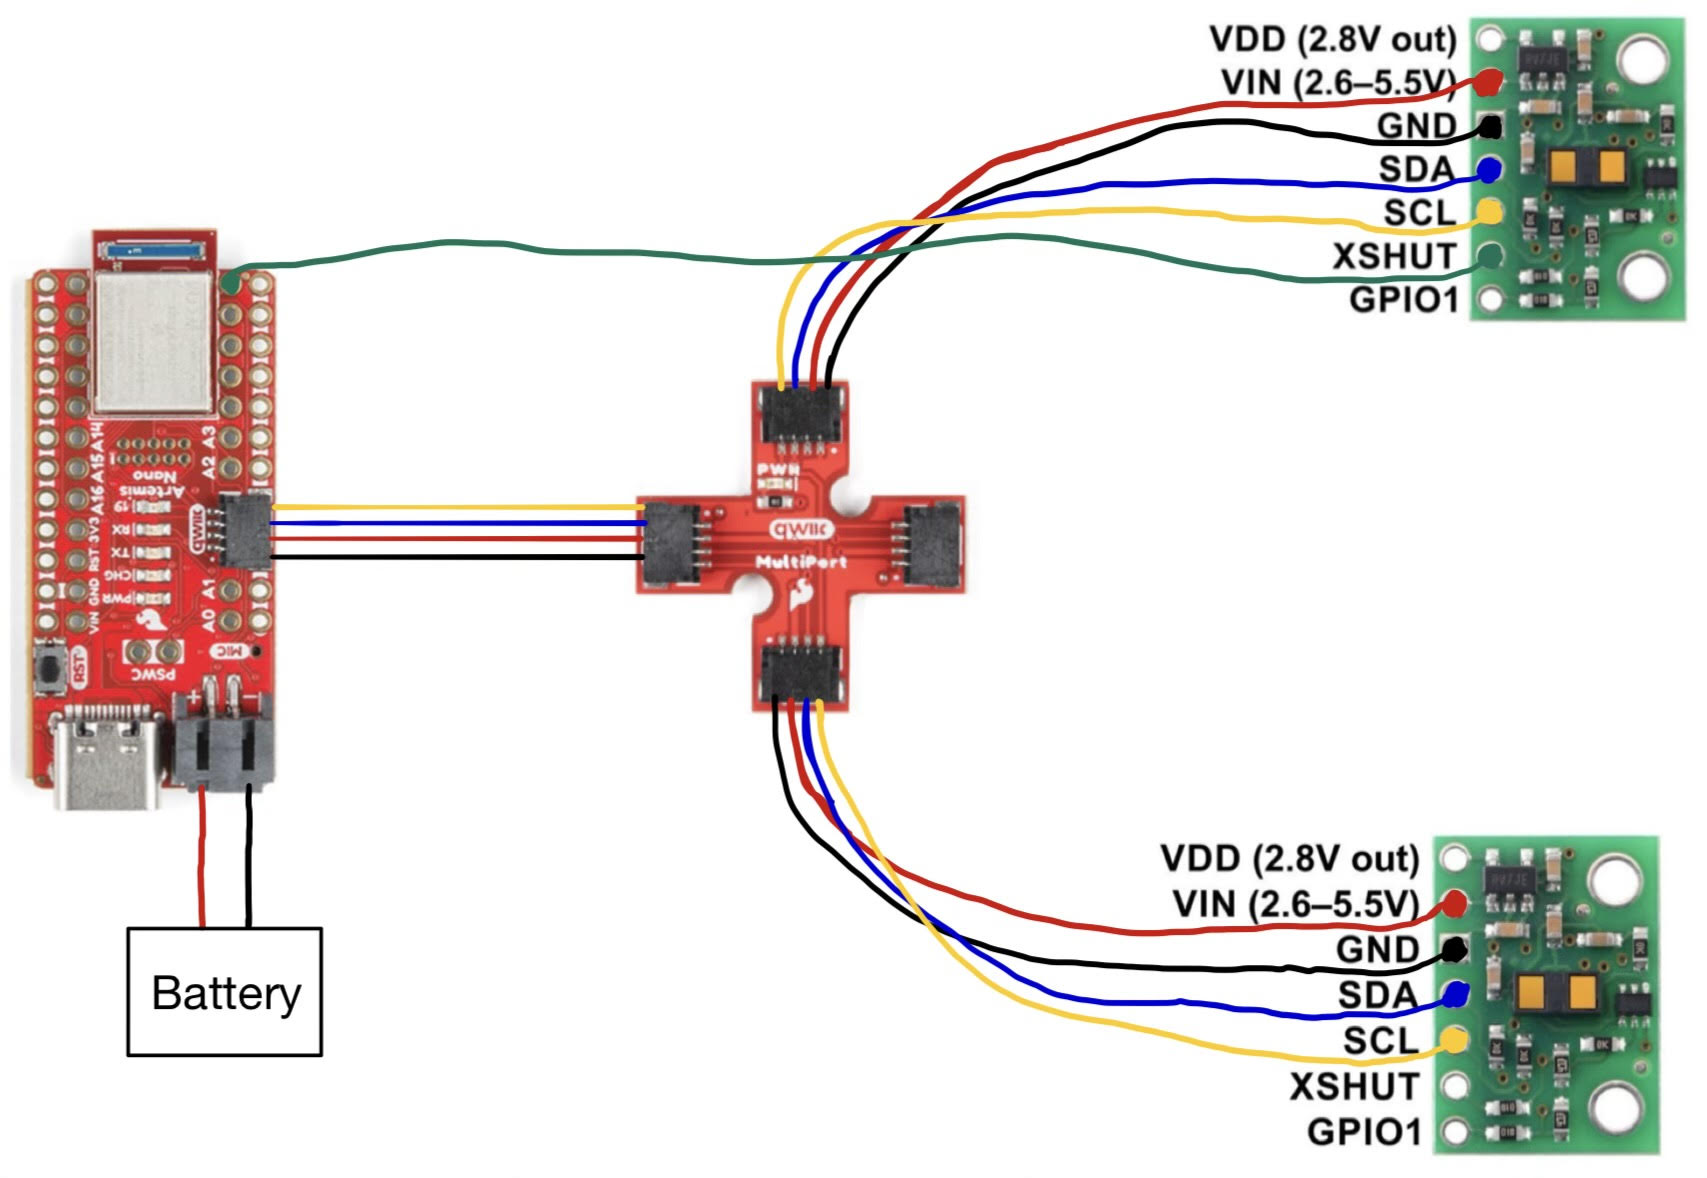 VDD (2.8V out)
VIN (2.6–5.5V)
GND
SDA
SCL
XSHUT
GPIO1
A14
A15
A16
3V3
RST
GND
VIN
A3
A2
A1
A0
Artemis
Nano
19
RX
TX
CHG
PWR
qwiic
MIC
PSWC
RST
+
-
PWR
qwiic
MultiPort
Battery
VDD (2.8V out)
VIN (2.6–5.5V)
GND
SDA
SCL
XSHUT
GPIO1